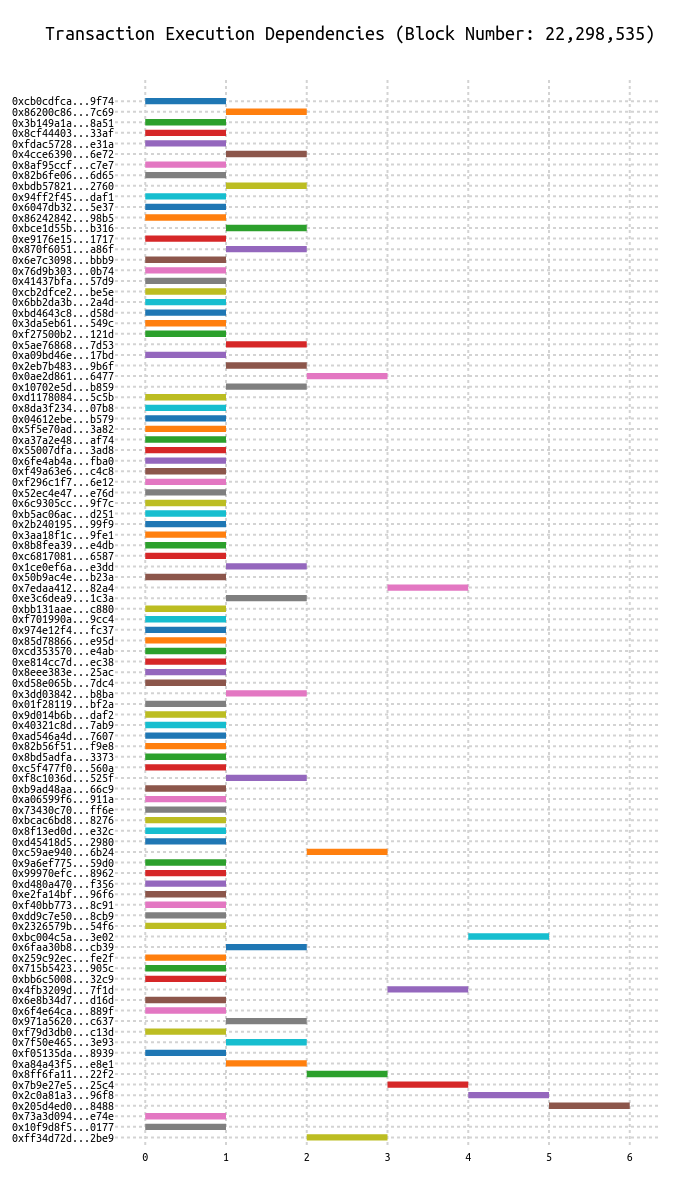 Transaction Execution Dependencies (Block Number: 22,298,535)
0xcb0cdfca...9f74
0x86200c86...7c69
0x3b149a1a...8a51
0x8cf44403...33af
0xfdac5728...e31a
0x4cce6390...6e72
0x8af95ccf...c7e7
0x82b6fe06...6d65
0xbdb57821...2760
0x94ff2f45...daf1
0x6047db32...5e37
0x86242842...98b5
0xbce1d55b...b316
0xe9176e15...1717
0x870f6051...a86f
0x6e7c3098...bbb9
0x76d9b303...0b74
0x41437bfa...57d9
0xcb2dfce2...be5e
0x6bb2da3b...2a4d
0xbd4643c8...d58d
0x3da5eb61...549c
0xf27500b2...121d
0x5ae76868...7d53
0xa09bd46e...17bd
0x2eb7b483...9b6f
0x0ae2d861...6477
0x10702e5d...b859
0xd1178084...5c5b
0x8da3f234...07b8
0x04612ebe...b579
0x5f5e70ad...3a82
0xa37a2e48...af74
0x55007dfa...3ad8
0x6fe4ab4a...fba0
0xf49a63e6...c4c8
0xf296c1f7...6e12
0x52ec4e47...e76d
0x6c9305cc...9f7c
0xb5ac06ac...d251
0x2b240195...99f9
0x3aa18f1c...9fe1
0x8b8fea39...e4db
0xc6817081...6587
0x1ce0ef6a...e3dd
0x50b9ac4e...b23a
0x7edaa412...82a4
0xe3c6dea9...1c3a
0xbb131aae...c880
0xf701990a...9cc4
0x974e12f4...fc37
0x85d78866...e95d
0xcd353570...e4ab
0xe814cc7d...ec38
0x8eee383e...25ac
0xd58e065b...7dc4
0x3dd03842...b8ba
0x01f28119...bf2a
0x9d014b6b...daf2
0x40321c8d...7ab9
0xad546a4d...7607
0x82b56f51...f9e8
0x8bd5adfa...3373
0xc5f477f0...560a
0xf8c1036d...525f
0xb9ad48aa...66c9
0xa06599f6...911a
0x73430c70...ff6e
0xbcac6bd8...8276
0x8f13ed0d...e32c
0xd45418d5...2980
0xc59ae940...6b24
0x9a6ef775...59d0
0x99970efc...8962
0xd480a470...f356
0xe2fa14bf...96f6
0xf40bb773...8c91
0xdd9c7e50...8cb9
0x2326579b...54f6
0xbc004c5a...3e02
0x6faa30b8...cb39
0x259c92ec...fe2f
0x715b5423...905c
0xbb6c5008...32c9
0x4fb3209d...7f1d
0x6e8b34d7...d16d
0x6f4e64ca...889f
0x971a5620...c637
0xf79d3db0...c13d
0x7f50e465...3e93
0xf05135da...8939
0xa84a43f5...e8e1
0x8ff6fa11...22f2
0x7b9e27e5...25c4
0x2c0a81a3...96f8
0x205d4ed0...8488
0x73a3d094...e74e
0x10f9d8f5...0177
0xff34d72d...2be9
0 1 2 3 4 5 6